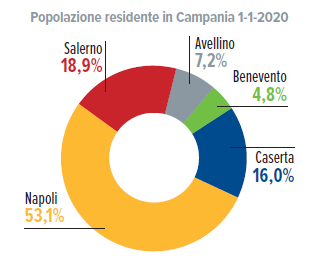 Popolazione residente in Campania 1-1-2020
Salerno
18,9%
Avellino
7,2%
Benevento
4,8%
Caserta
16,0%
Napoli
53,1%